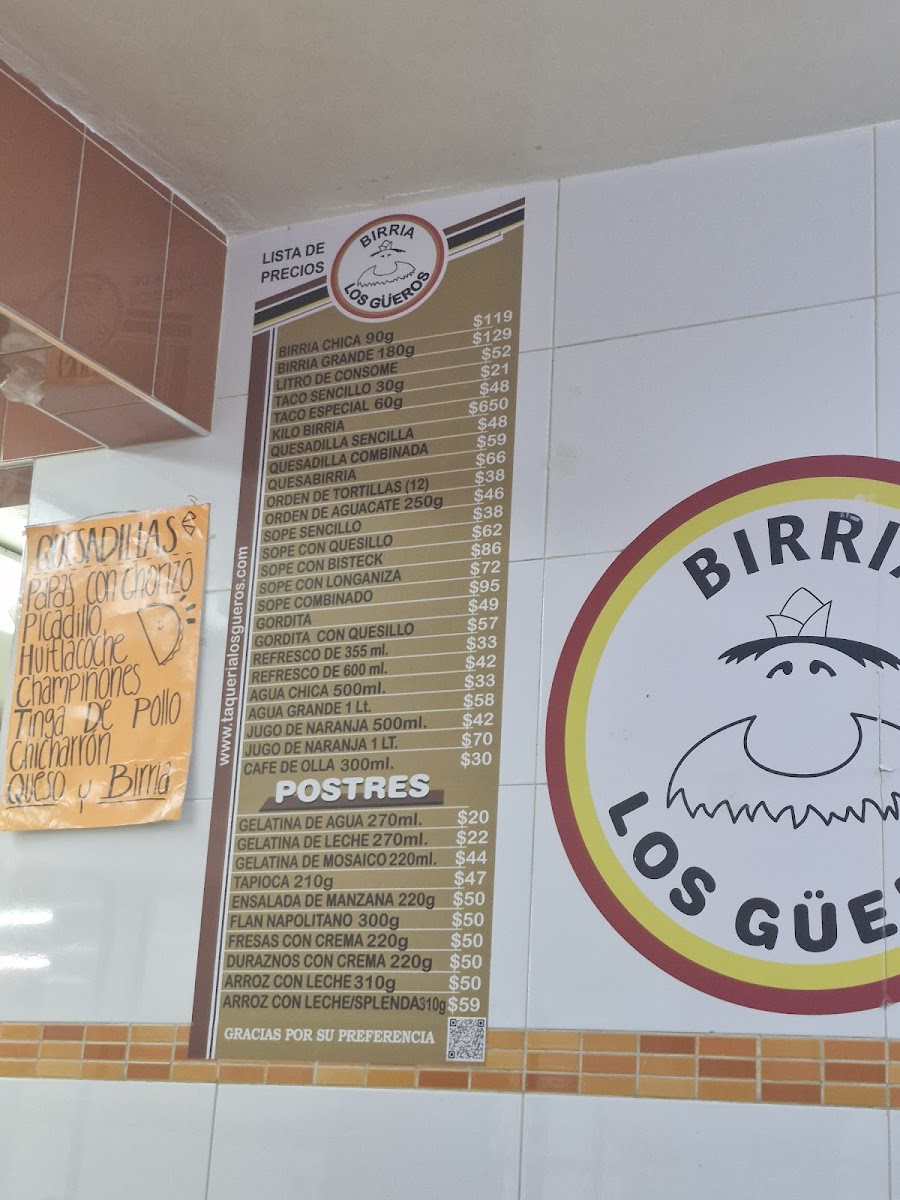 LISTA DE
PRECIOS
BIRRIA
LOS GÜEROS
BIRRIA CHICA 90g $119
BIRRIA GRANDE 180g $129
LITRO DE CONSOME $52
TACO SENCILLO 30g $21
TACO ESPECIAL 60g $48
KILO BIRRIA $650
QUESADILLA SENCILLA $48
QUESADILLA COMBINADA $59
QUESABIRRIA $66
ORDEN DE TORTILLAS (12) $38
ORDEN DE AGUACATE 250g $46
SOPE SENCILLO $38
SOPE CON QUESILLO $62
SOPE CON BISTECK $86
SOPE CON LONGANIZA $72
SOPE COMBINADO $95
GORDITA $49
GORDITA CON QUESILLO $57
REFRESCO DE 355 ml. $33
REFRESCO DE 600 ml. $42
AGUA CHICA 500ml. $33
AGUA GRANDE 1 Lt. $58
JUGO DE NARANJA 500ml. $42
JUGO DE NARANJA 1 LT. $70
CAFE DE OLLA 300ml. $30
POSTRES
GELATINA DE AGUA 270ml. $20
GELATINA DE LECHE 270ml. $22
GELATINA DE MOSAICO 220ml. $44
TAPIOCA 210g $47
ENSALADA DE MANZANA 220g $50
FLAN NAPOLITANO 300g $50
FRESAS CON CREMA 220g $50
DURAZNOS CON CREMA 220g $50
ARROZ CON LECHE 310g $50
ARROZ CON LECHE/SPLENDA 310g $59
GRACIAS POR SU PREFERENCIA
www.taquerialosgueros.com
QUESADILLAS
Papas con Chorizo
Picadillo
Huitlacoche
Champiñones
Tinga De Pollo
Chicharrón
Queso y Birria
BIRRIA
LOS GÜE